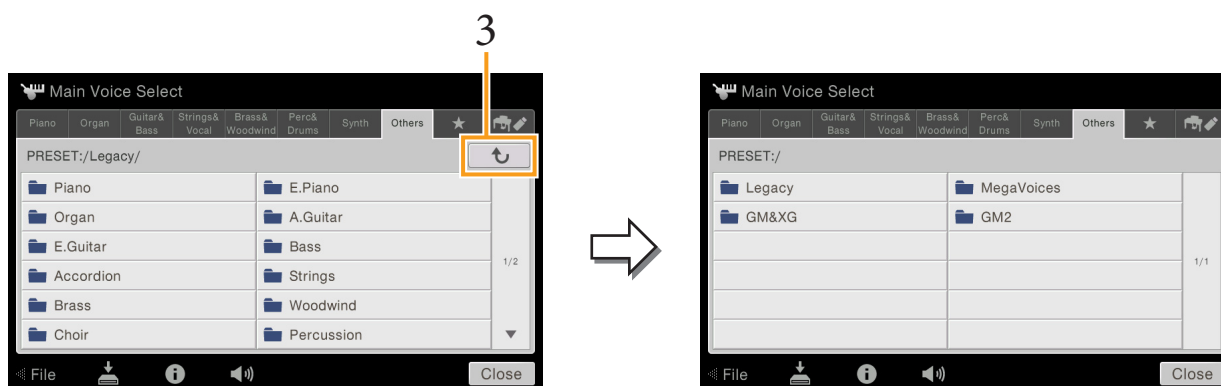 3
Main Voice Select
Piano Organ Guitar& Bass Strings& Vocal Brass& Woodwind Perc& Drums Synth Others
PRESET:/Legacy/
Piano E.Piano
Organ A.Guitar
E.Guitar Bass
Accordion Strings
Brass Woodwind
Choir Percussion
1/2
File Close
Main Voice Select
Piano Organ Guitar& Bass Strings& Vocal Brass& Woodwind Perc& Drums Synth Others
PRESET:/
Legacy MegaVoices
GM&XG GM2
1/1
File Close